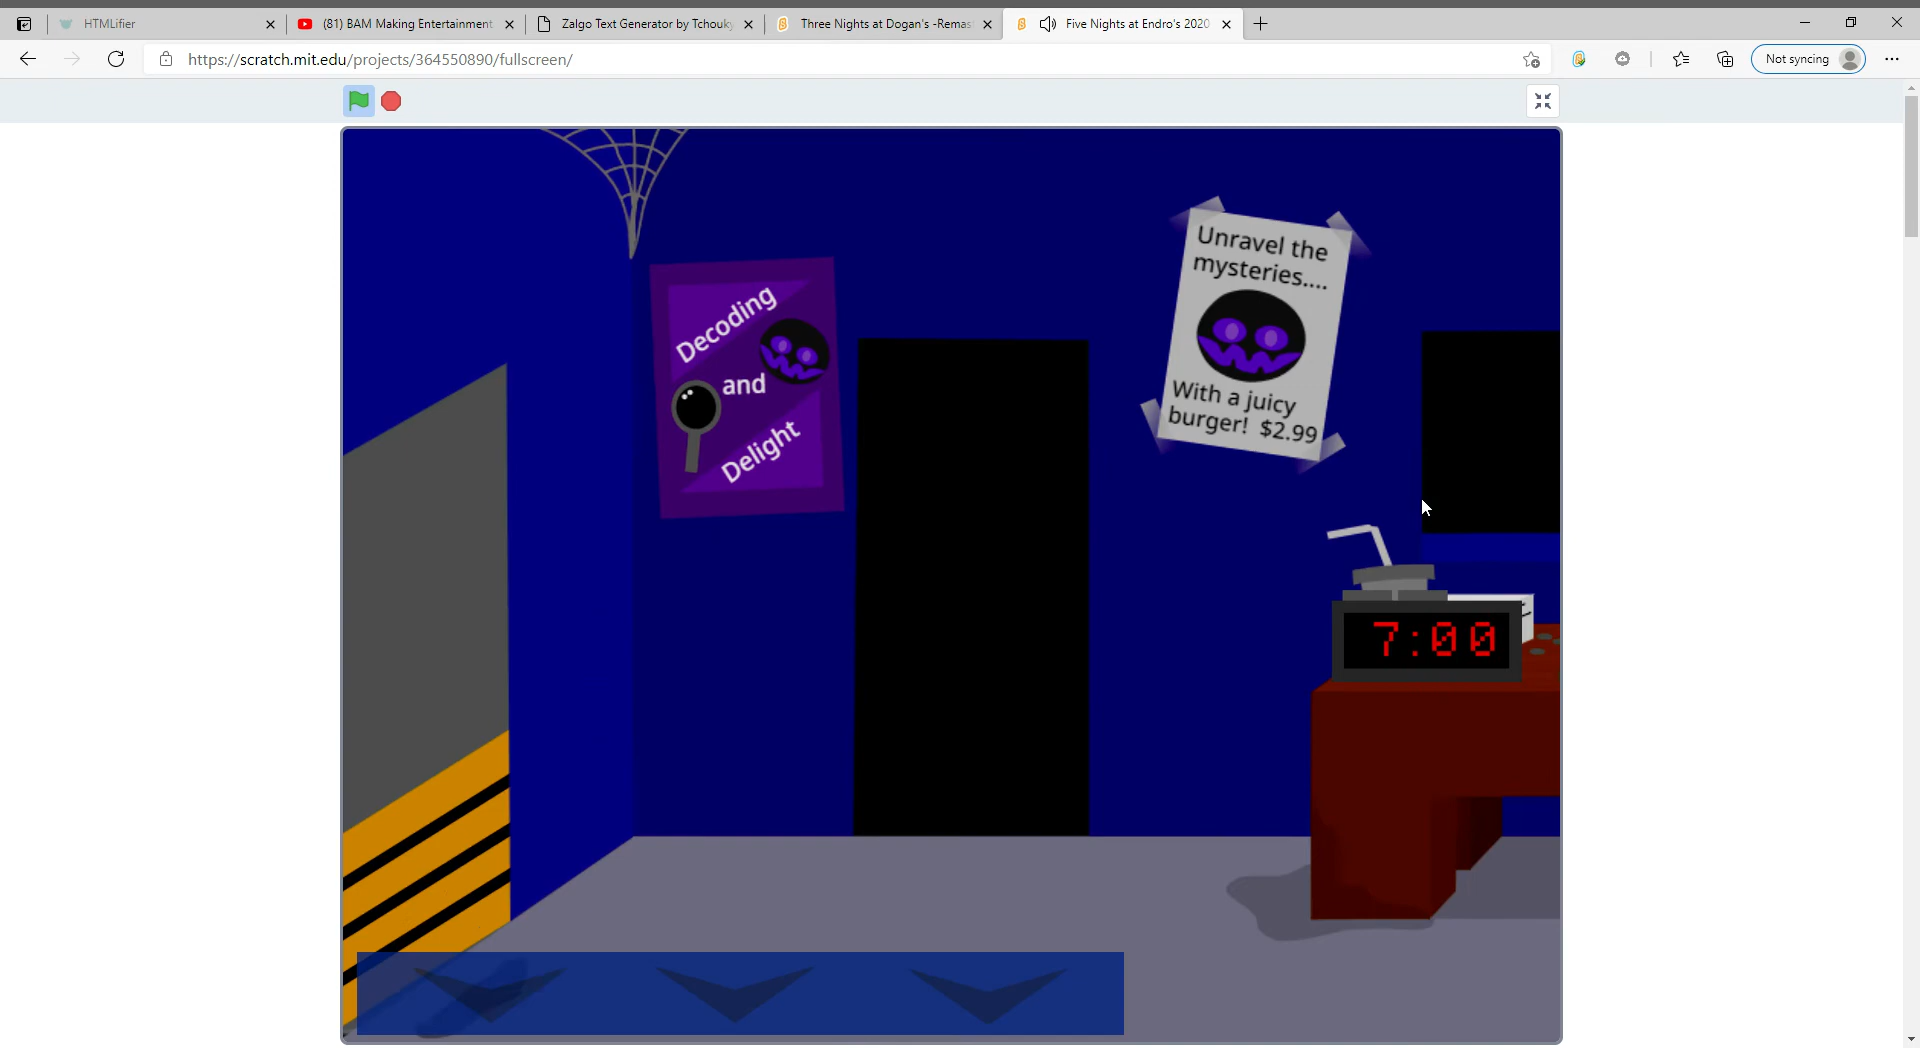 HTMLifier
(81) BAM Making Entertainment
Zalgo Text Generator by Tchouky
Three Nights at Dogan's -Remas
Five Nights at Endro's 2020
https://scratch.mit.edu/projects/364550890/fullscreen/
Not syncing
Decoding
and
Delight
Unravel the
mysteries....
With a juicy
burger! $2.99
7:00